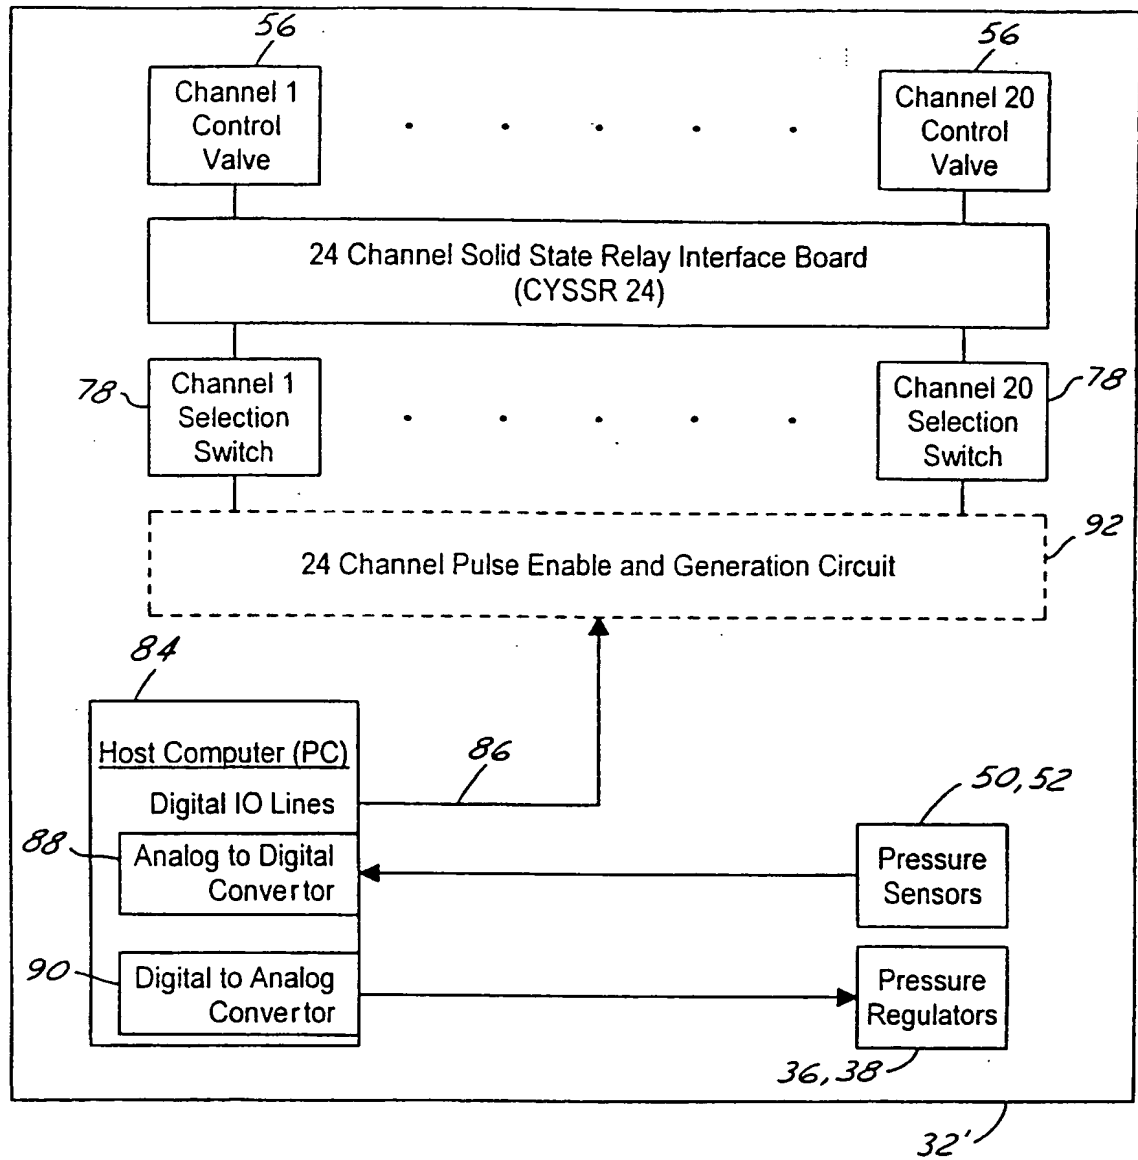 56
56
Channel 1
Control
Valve
Channel 20
Control
Valve
24 Channel Solid State Relay Interface Board
(CYSSR 24)
78
Channel 1
Selection
Switch
Channel 20
Selection
Switch
78
92
24 Channel Pulse Enable and Generation Circuit
84
Host Computer (PC)
86
Digital IO Lines
50, 52
88
Analog to Digital
Convertor
Pressure
Sensors
90
Digital to Analog
Convertor
Pressure
Regulators
36, 38
32'